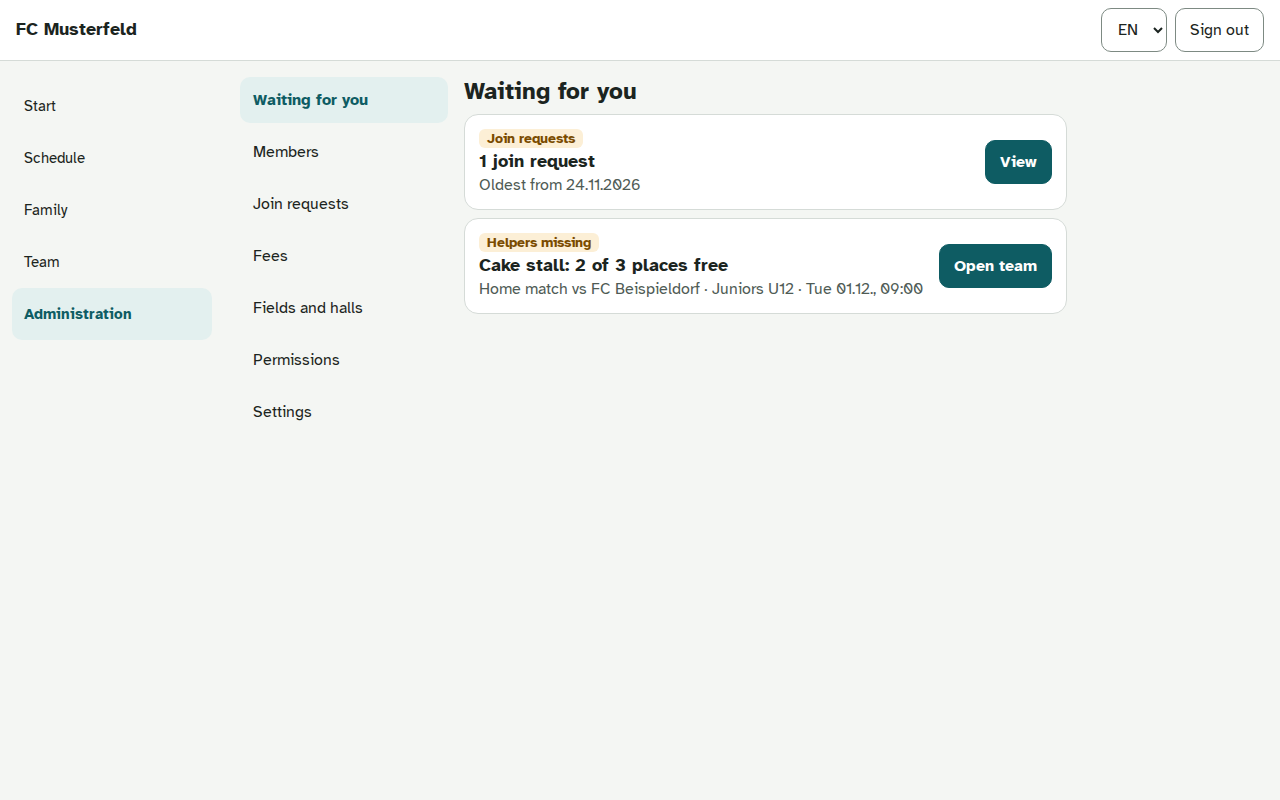 FC Musterfeld
EN
Sign out
Start
Schedule
Family
Team
Administration
Waiting for you
Members
Join requests
Fees
Fields and halls
Permissions
Settings
Waiting for you
Join requests
1 join request
Oldest from 24.11.2026
View
Helpers missing
Cake stall: 2 of 3 places free
Home match vs FC Beispieldorf · Juniors U12 · Tue 01.12., 09:00
Open team